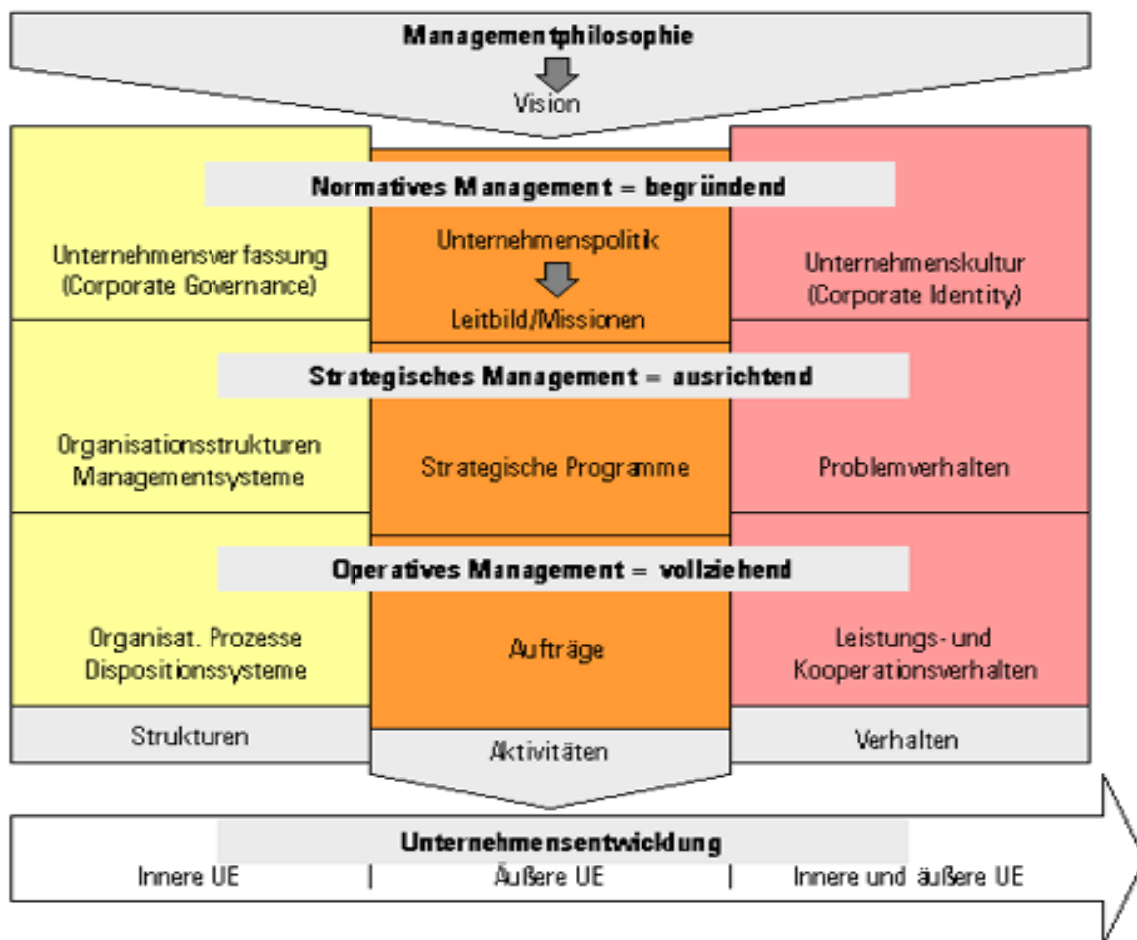 Managementphilosophie
Vision
Normatives Management = begründend
Unternehmensverfassung
(Corporate Governance)
Unternehmenspolitik
Leitbild/Missionen
Unternehmenskultur
(Corporate Identity)
Strategisches Management = ausrichtend
Organisationsstrukturen
Managementsysteme
Strategische Programme
Problemverhalten
Operatives Management = vollziehend
Organisat. Prozesse
Dispositionssysteme
Aufträge
Leistungs- und
Kooperationsverhalten
Strukturen
Aktivitäten
Verhalten
Unternehmensentwicklung
Innere UE | Äußere UE | Innere und äußere UE